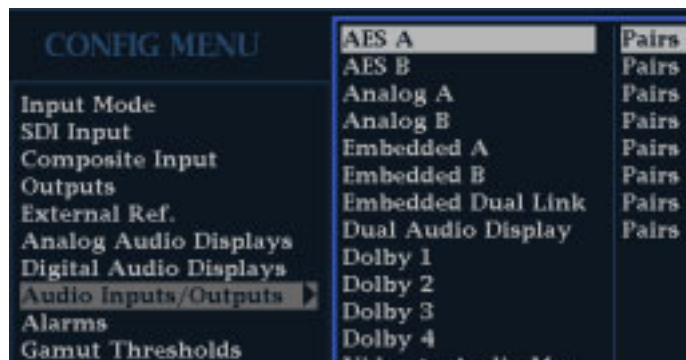 CONFIG MENU
Input Mode
SDI Input
Composite Input
Outputs
External Ref.
Analog Audio Displays
Digital Audio Displays
Audio Inputs/Outputs
Alarms
Gamut Thresholds
AES A Pairs
AES B Pairs
Analog A Pairs
Analog B Pairs
Embedded A Pairs
Embedded B Pairs
Embedded Dual Link Pairs
Dual Audio Display Pairs
Dolby 1
Dolby 2
Dolby 3
Dolby 4